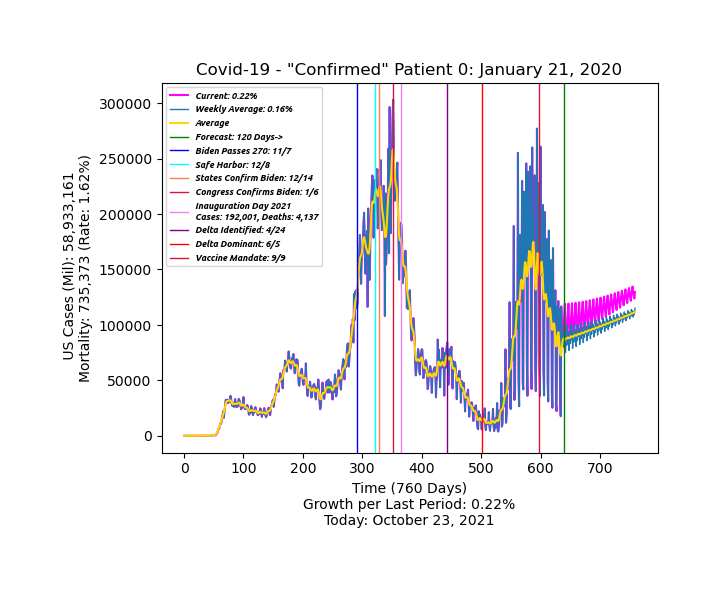 Covid-19 - "Confirmed" Patient 0: January 21, 2020
US Cases (Mil): 58,933,161
Mortality: 735,373 (Rate: 1.62%)
300000
250000
200000
150000
100000
50000
0
Current: 0.22%
Weekly Average: 0.16%
Average
Forecast: 120 Days->
Biden Passes 270: 11/7
Safe Harbor: 12/8
States Confirm Biden: 12/14
Congress Confirms Biden: 1/6
Inauguration Day 2021
Cases: 192,001, Deaths: 4,137
Delta Identified: 4/24
Delta Dominant: 6/5
Vaccine Mandate: 9/9
0 100 200 300 400 500 600 700
Time (760 Days)
Growth per Last Period: 0.22%
Today: October 23, 2021